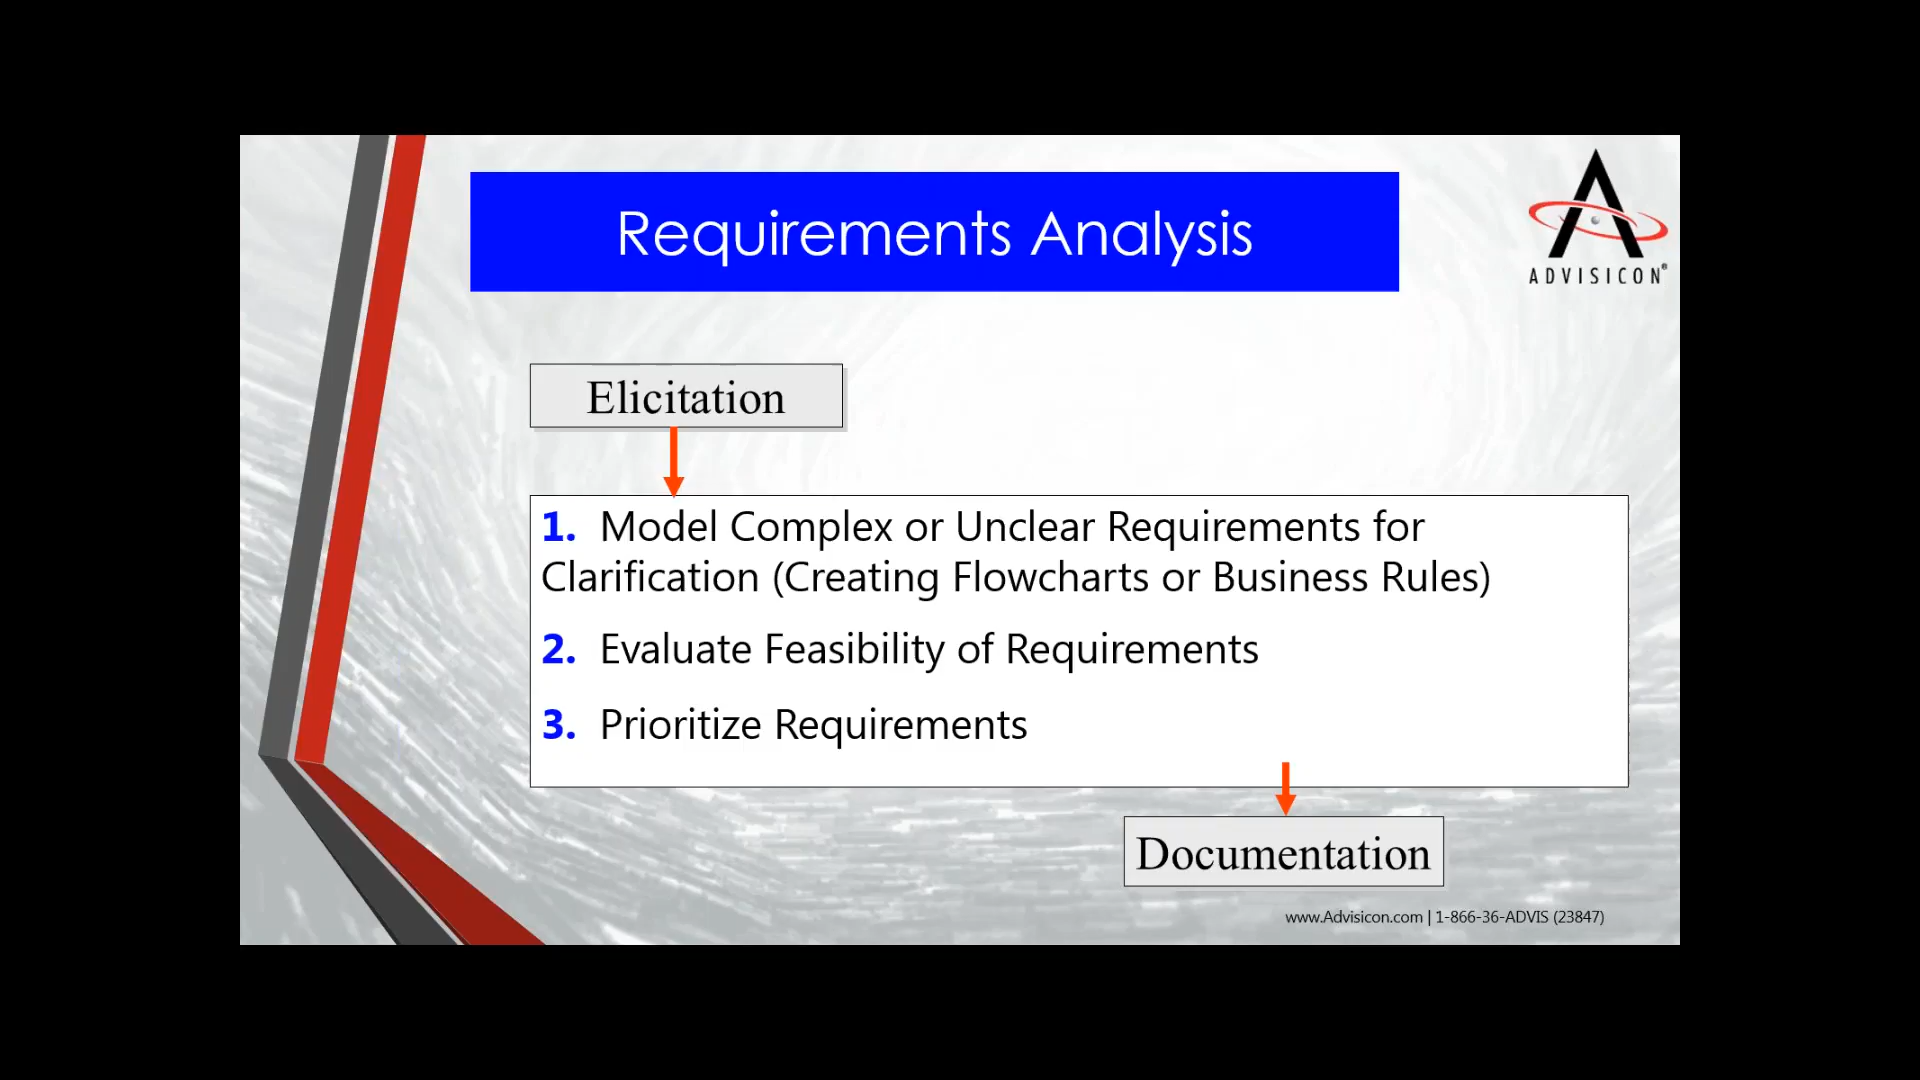 Requirements Analysis
ADVISICON®
Elicitation
1. Model Complex or Unclear Requirements for
Clarification (Creating Flowcharts or Business Rules)
2. Evaluate Feasibility of Requirements
3. Prioritize Requirements
Documentation
www.Advisicon.com | 1-866-36-ADVIS (23847)